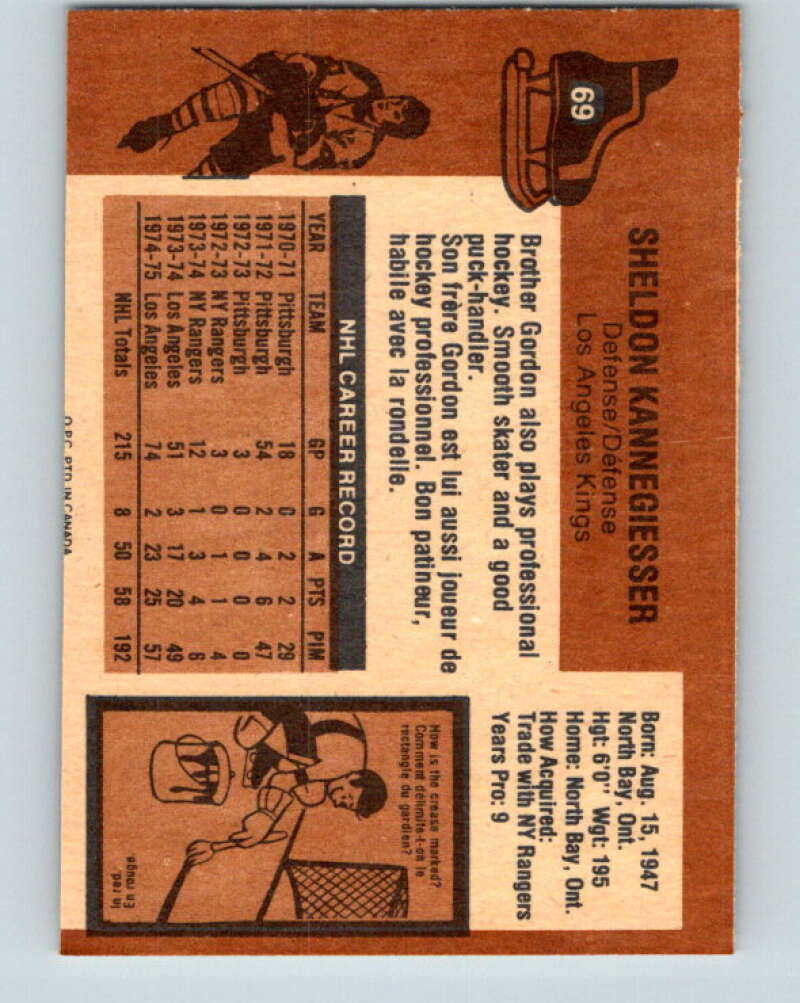 69
SHELDON KANNEGIESSER
Defense/Défense
Los Angeles Kings
Born: Aug. 15, 1947
North Bay, Ont.
Hgt: 6'0" Wgt: 195
Home: North Bay, Ont.
How Acquired:
Trade with NY Rangers
Years Pro: 9
Brother Gordon also plays professional
hockey. Smooth skater and a good
puck-handler.
Son frère Gordon est lui aussi joueur de
hockey professionnel. Bon patineur,
habile avec la rondelle.
NHL CAREER RECORD
YEAR TEAM GP G A PTS PIM
1970-71 Pittsburgh 18 0 2 2 29
1971-72 Pittsburgh 54 2 4 6 47
1972-73 Pittsburgh 3 0 0 0 0
1972-73 NY Rangers 3 0 1 1 4
1973-74 NY Rangers 12 1 3 4 6
1973-74 Los Angeles 51 3 17 20 49
1974-75 Los Angeles 74 2 23 25 57
NHL Totals 215 8 50 58 192
How is the crease marked?
Comment délimite-t-on le
rectangle du gardien?
In red.
En rouge.
O.P.C. PTD. IN CANADA